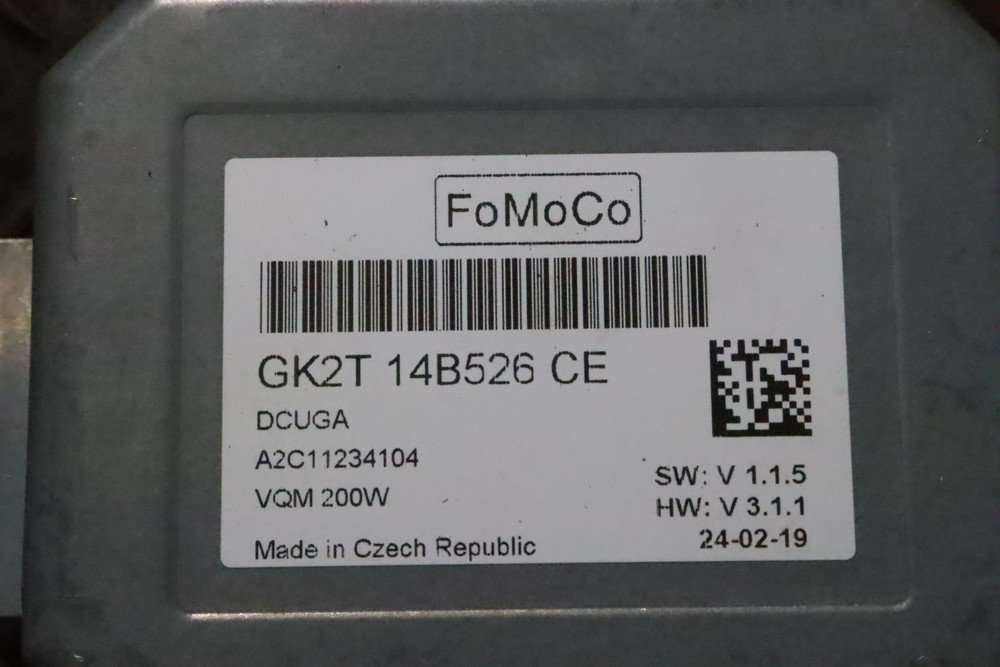 FoMoCo
GK2T 14B526 CE
DCUGA
A2C11234104
VQM 200W
SW: V 1.1.5
HW: V 3.1.1
Made in Czech Republic
24-02-19